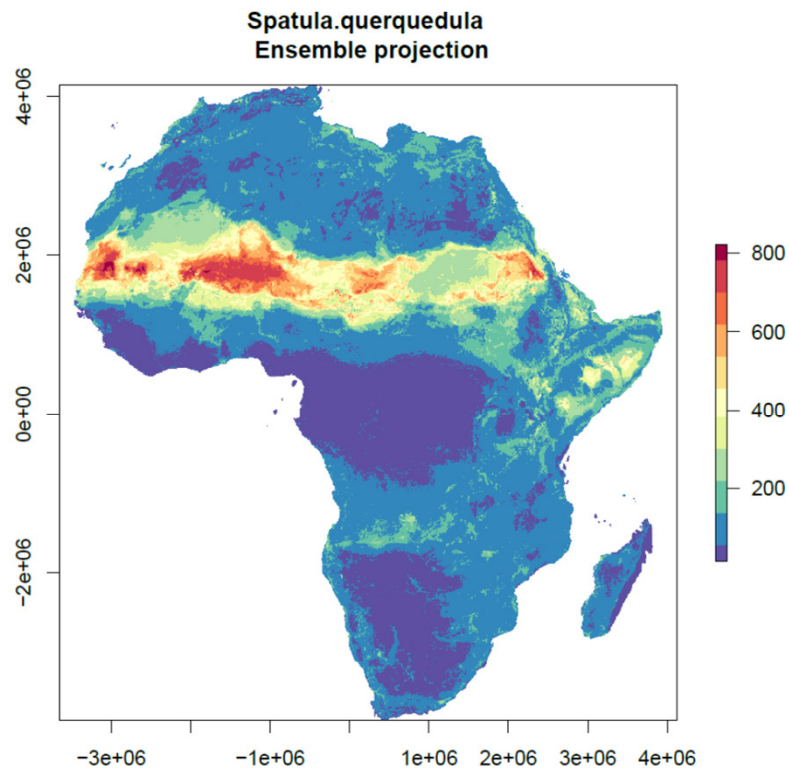 Spatula.querquedula
Ensemble projection
4e+06
2e+06
0e+00
−2e+06
800
600
400
200
−3e+06
−1e+06
1e+06
2e+06
3e+06
4e+06